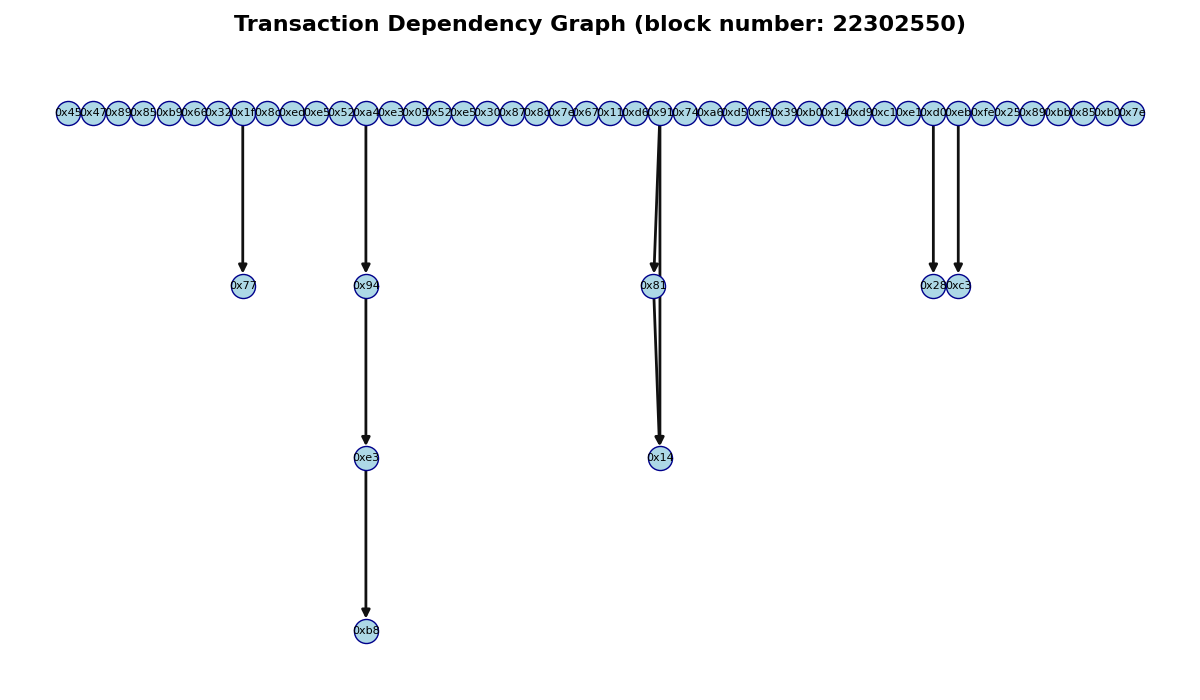 Transaction Dependency Graph (block number: 22302550)
0x45 0x47 0x89 0x85 0xb9 0x66 0x32 0x1f 0x8c 0xed 0xe5 0x52 0xa4 0xe3 0x05 0x52 0xe5 0x30 0x87 0x8c 0x7e 0x67 0x11 0xd6 0x91 0x74 0xa6 0xd5 0xf5 0x39 0xb0 0x14 0xd9 0xc1 0xe1 0xd0 0xeb 0xfe 0x25 0x89 0xbb 0x85 0xb0 0x7e
0x77 0x94 0x81 0x28 0xc3
0xe3 0x14
0xb8